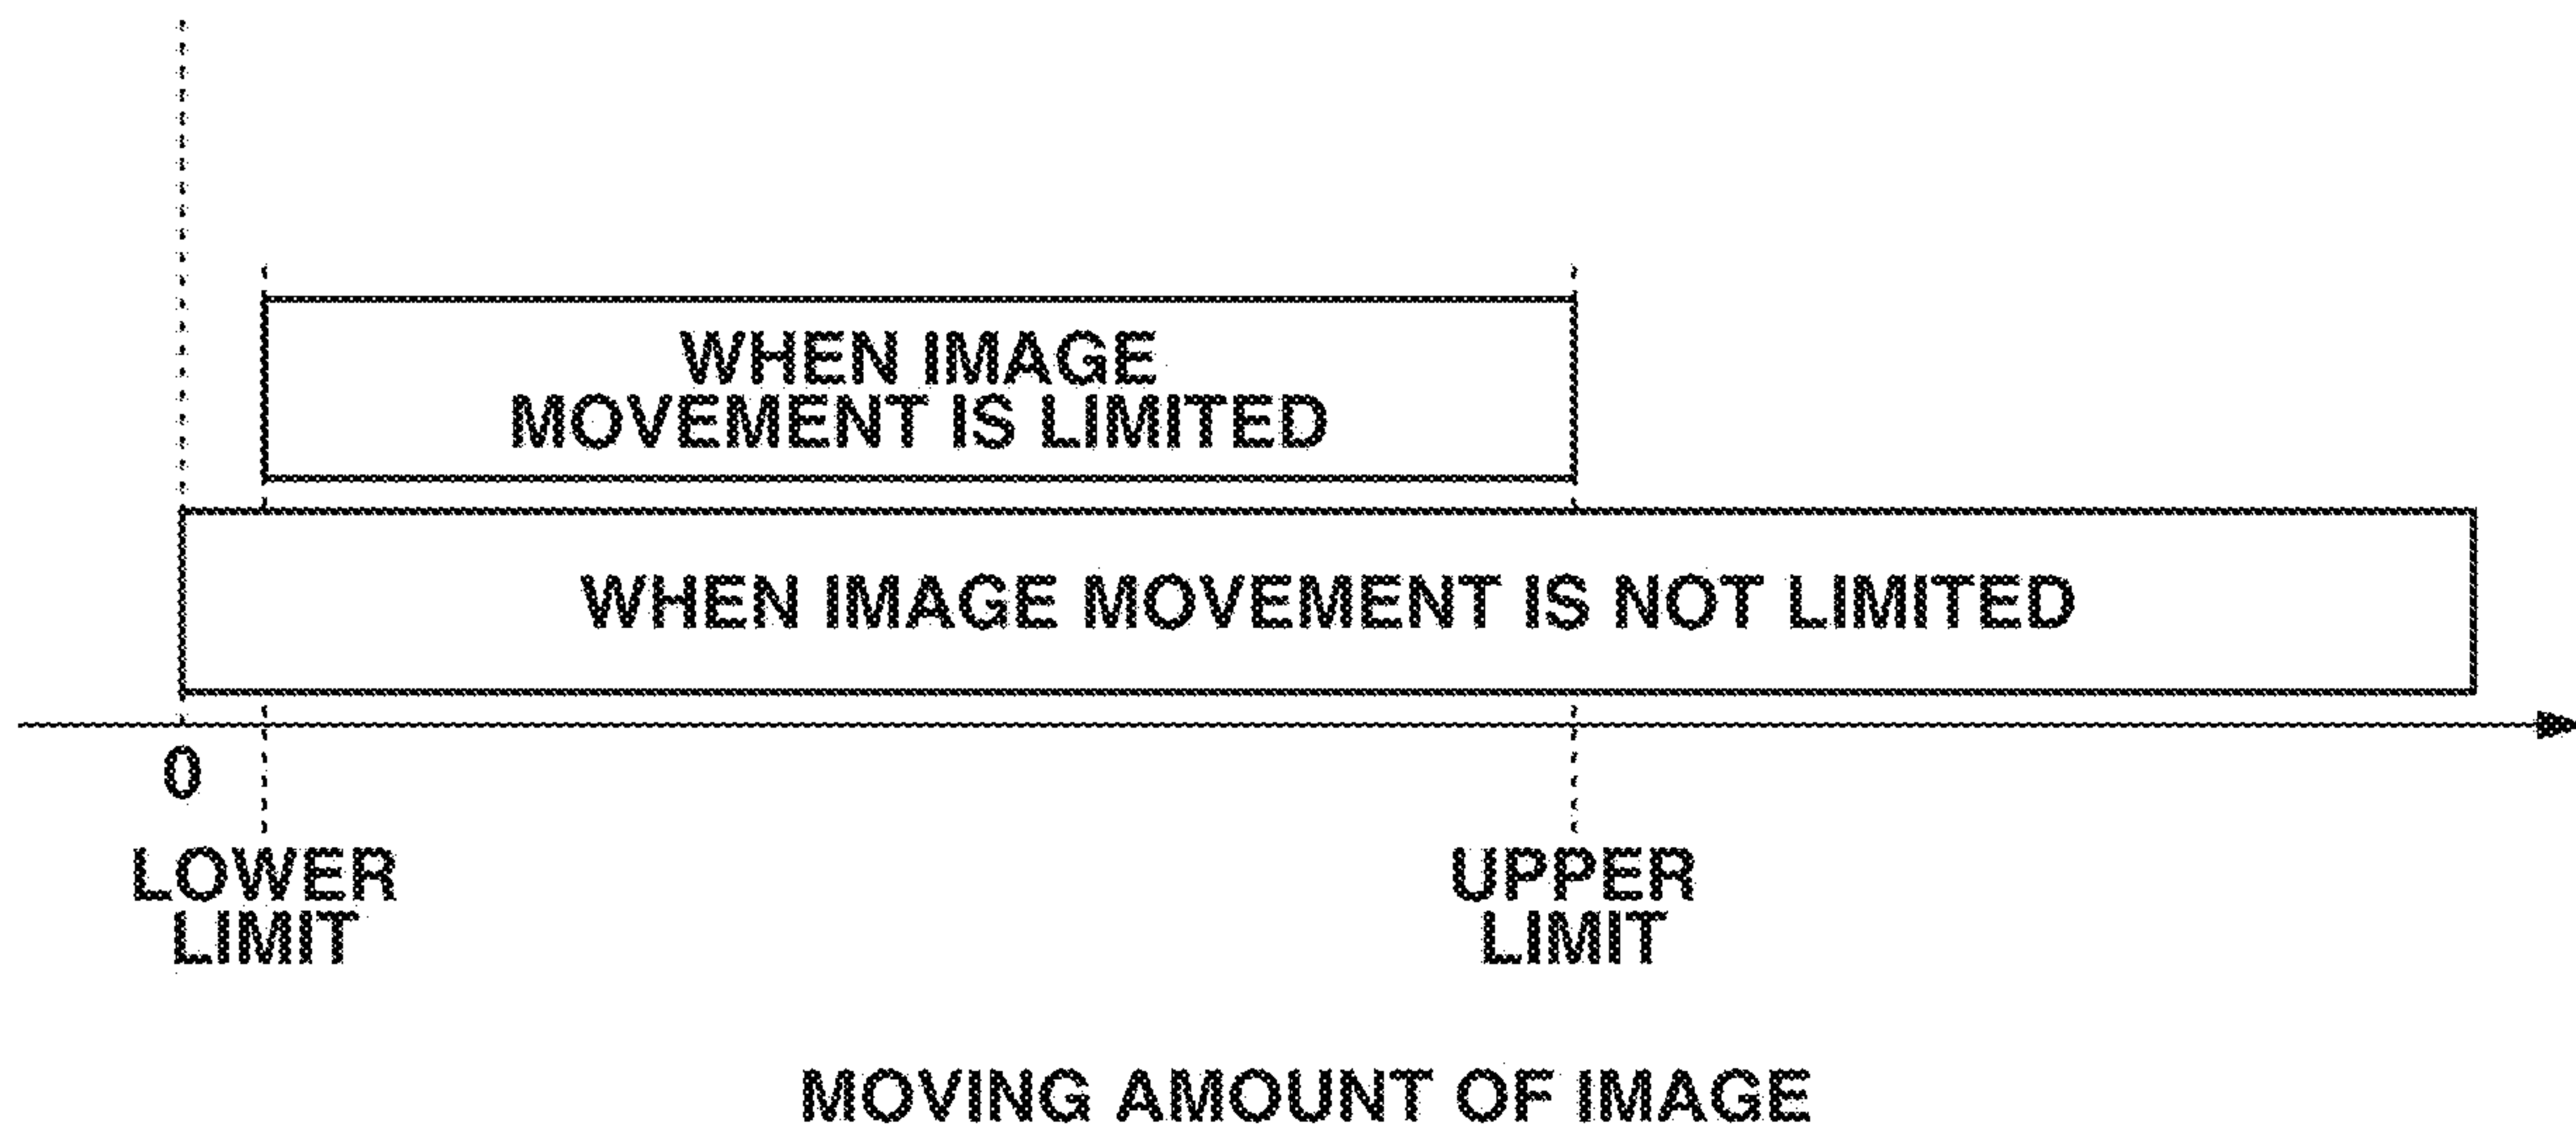 WHEN IMAGE
MOVEMENT IS LIMITED
WHEN IMAGE MOVEMENT IS NOT LIMITED
0
LOWER
LIMIT
UPPER
LIMIT
MOVING AMOUNT OF IMAGE